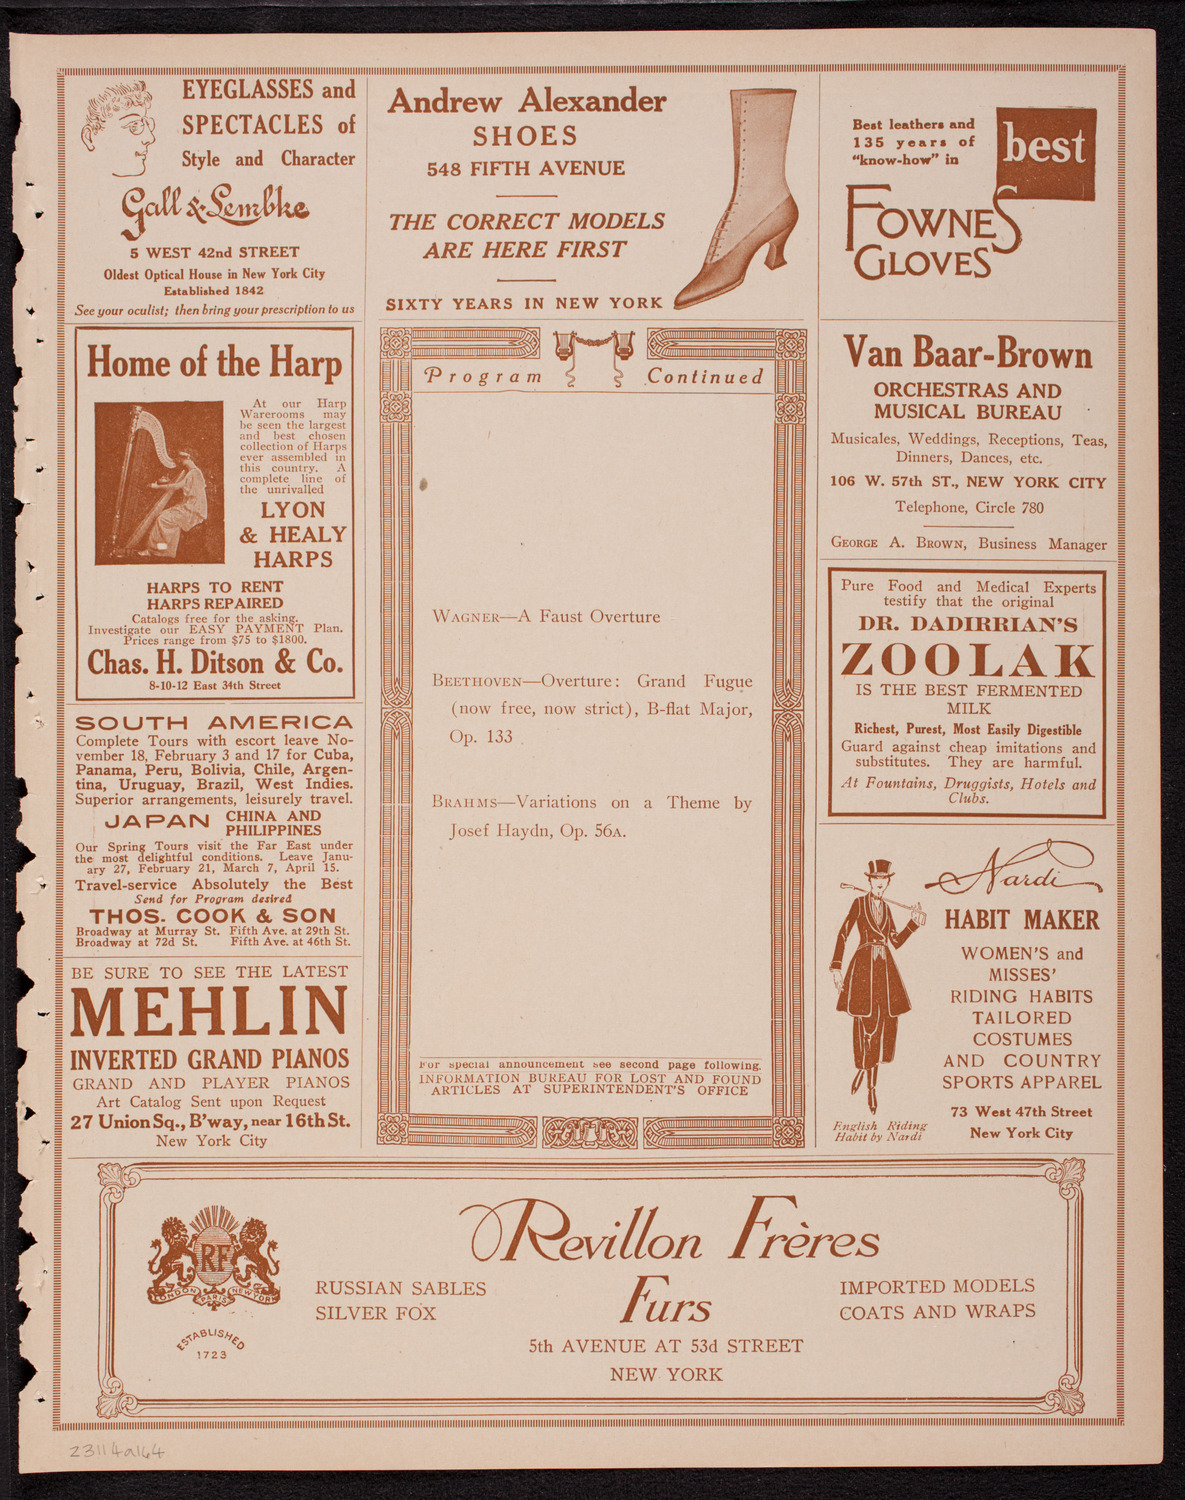 EYEGLASSES and
SPECTACLES of
Style and Character
Gall & Lembke
5 WEST 42nd STREET
Oldest Optical House in New York City
Established 1842
See your oculist; then bring your prescription to us
Andrew Alexander
SHOES
548 FIFTH AVENUE
THE CORRECT MODELS
ARE HERE FIRST
SIXTY YEARS IN NEW YORK
Best leathers and
135 years of
"know-how" in
best
FOWNES
GLOVES
Home of the Harp
At our Harp
Warerooms may
be seen the largest
and best chosen
collection of Harps
ever assembled in
this country. A
complete line of
the unrivalled
LYON
& HEALY
HARPS
HARPS TO RENT
HARPS REPAIRED
Catalogs free for the asking.
Investigate our EASY PAYMENT Plan.
Prices range from $75 to $1800.
Chas. H. Ditson & Co.
8-10-12 East 34th Street
SOUTH AMERICA
Complete Tours with escort leave No-
vember 18, February 3 and 17 for Cuba,
Panama, Peru, Bolivia, Chile, Argen-
tina, Uruguay, Brazil, West Indies.
Superior arrangements, leisurely travel.
JAPAN CHINA AND
PHILIPPINES
Our Spring Tours visit the Far East under
the most delightful conditions. Leave Janu-
ary 27, February 21, March 7, April 15.
Travel-service Absolutely the Best
Send for Program desired
THOS. COOK & SON
Broadway at Murray St. Fifth Ave. at 29th St.
Broadway at 72d St. Fifth Ave. at 46th St.
BE SURE TO SEE THE LATEST
MEHLIN
INVERTED GRAND PIANOS
GRAND AND PLAYER PIANOS
Art Catalog Sent upon Request
27 Union Sq., B'way, near 16th St.
New York City
Program Continued
WAGNER—A Faust Overture
BEETHOVEN—Overture: Grand Fugue
(now free, now strict), B-flat Major,
Op. 133
BRAHMS—Variations on a Theme by
Josef Haydn, Op. 56A.
For special announcement see second page following.
INFORMATION BUREAU FOR LOST AND FOUND
ARTICLES AT SUPERINTENDENT'S OFFICE
Van Baar-Brown
ORCHESTRAS AND
MUSICAL BUREAU
Musicales, Weddings, Receptions, Teas,
Dinners, Dances, etc.
106 W. 57th ST., NEW YORK CITY
Telephone, Circle 780
GEORGE A. BROWN, Business Manager
Pure Food and Medical Experts
testify that the original
DR. DADIRRIAN'S
ZOOLAK
IS THE BEST FERMENTED
MILK
Richest, Purest, Most Easily Digestible
Guard against cheap imitations and
substitutes. They are harmful.
At Fountains, Druggists, Hotels and
Clubs.
Nardi
HABIT MAKER
WOMEN'S and
MISSES'
RIDING HABITS
TAILORED
COSTUMES
AND COUNTRY
SPORTS APPAREL
73 West 47th Street
New York City
English Riding
Habit by Nardi
RF
LONDON PARIS NEW YORK
ESTABLISHED
1723
Revillon Frères
RUSSIAN SABLES
SILVER FOX
Furs
IMPORTED MODELS
COATS AND WRAPS
5th AVENUE AT 53d STREET
NEW YORK
23114a164